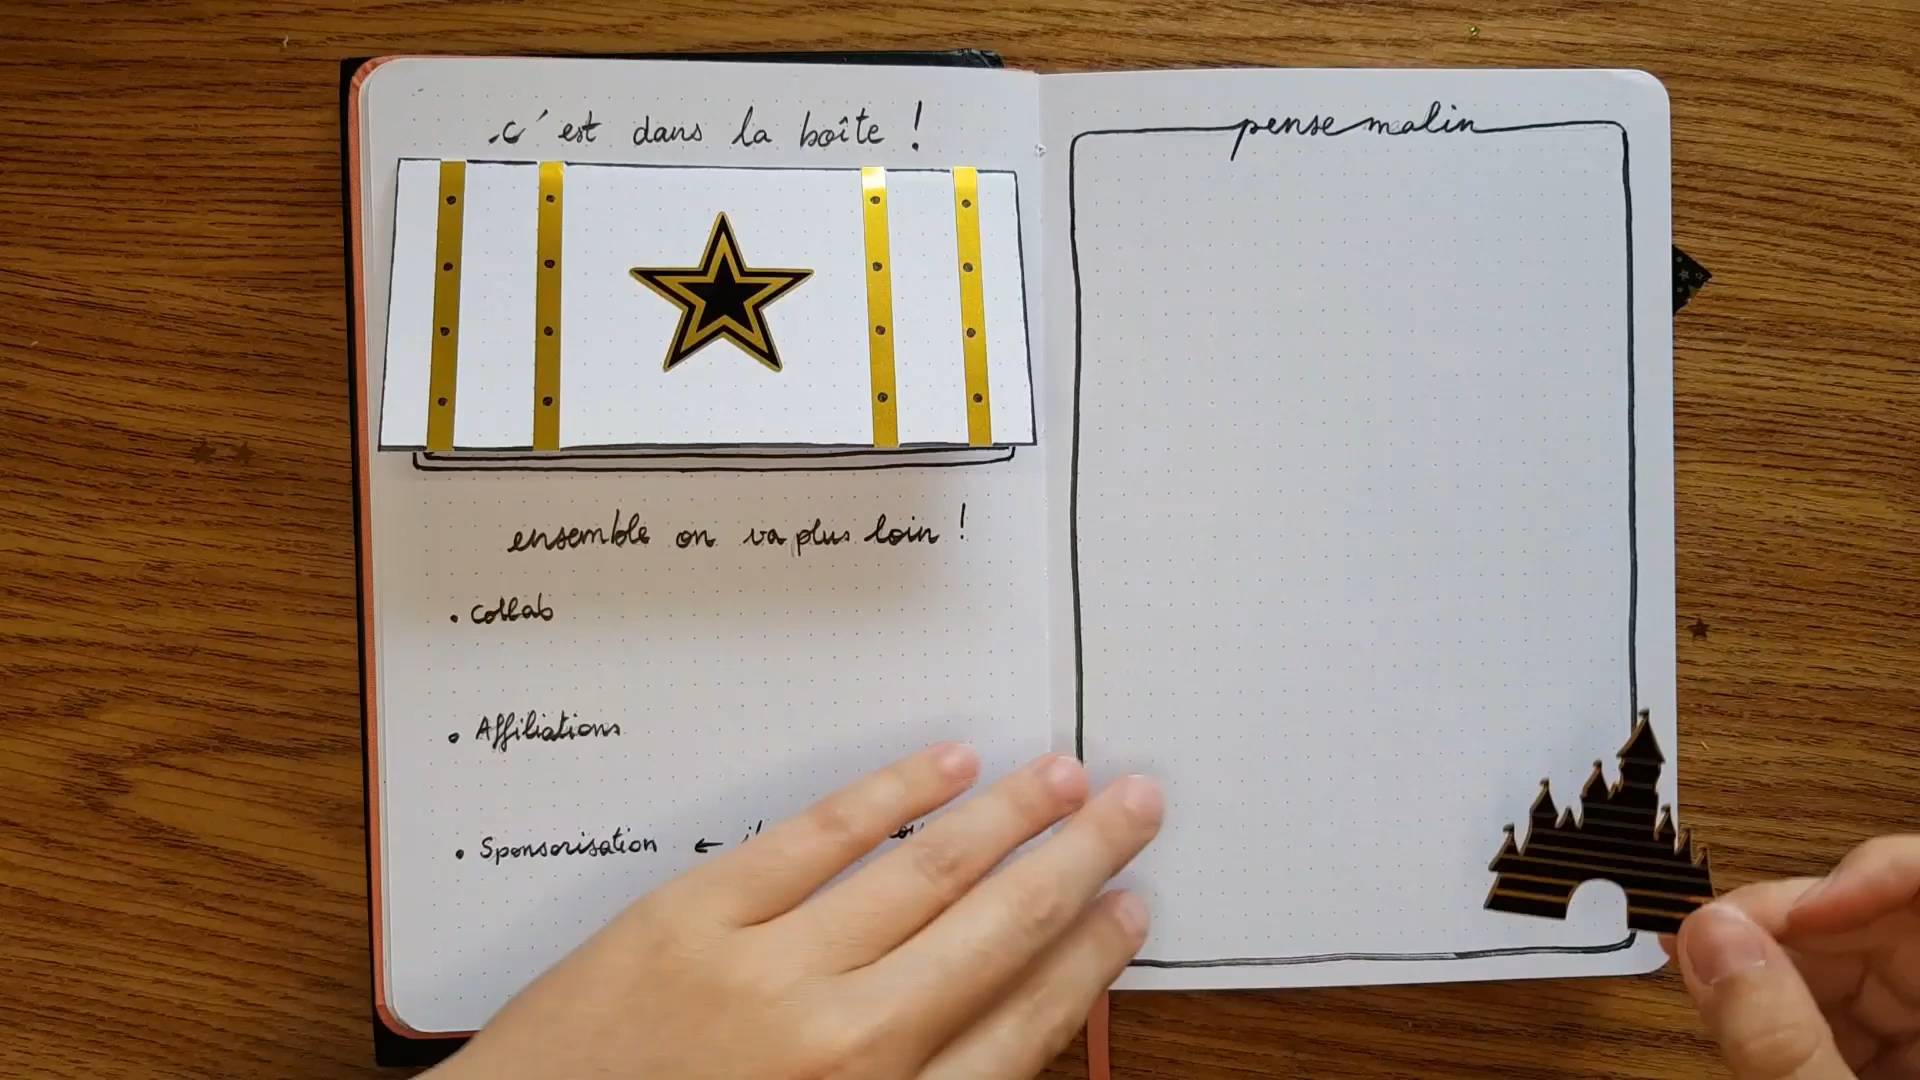 c'est dans la boîte !
ensemble on va plus loin !
• Collab
• Affiliations
• Sponsorisation ←
pense malin